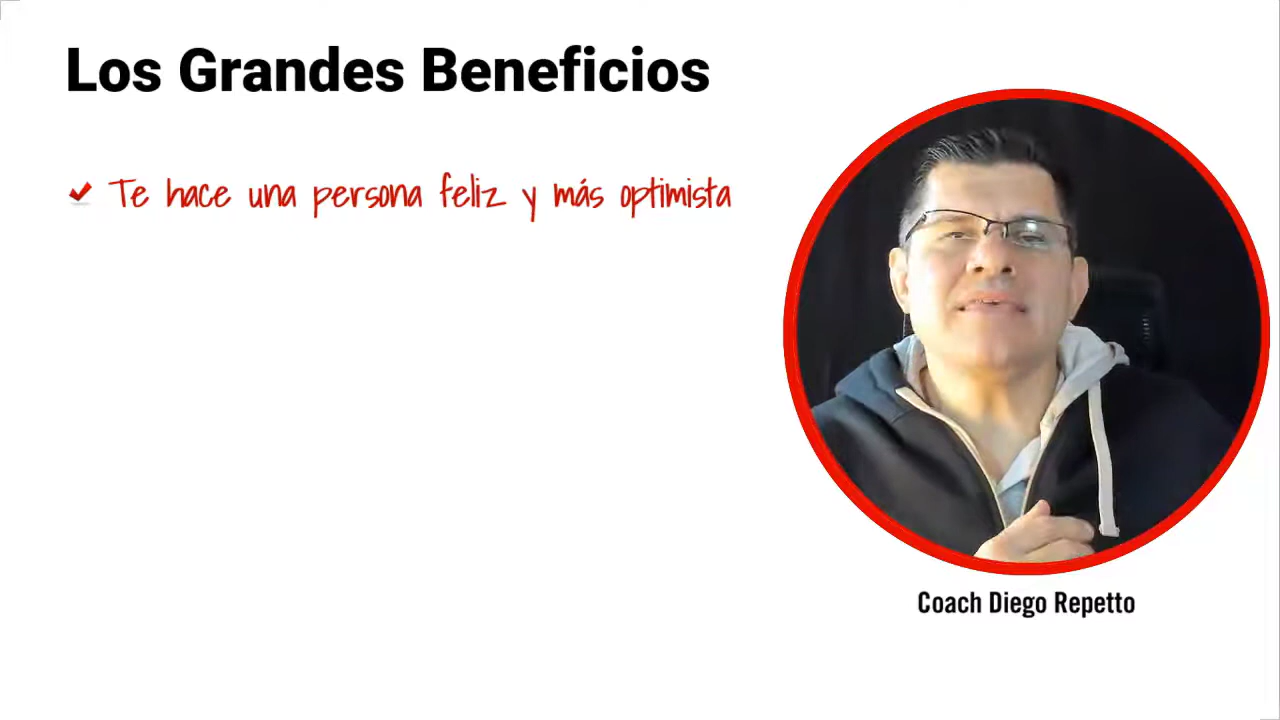 Los Grandes Beneficios
Te hace una persona feliz y más optimista
Coach Diego Repetto